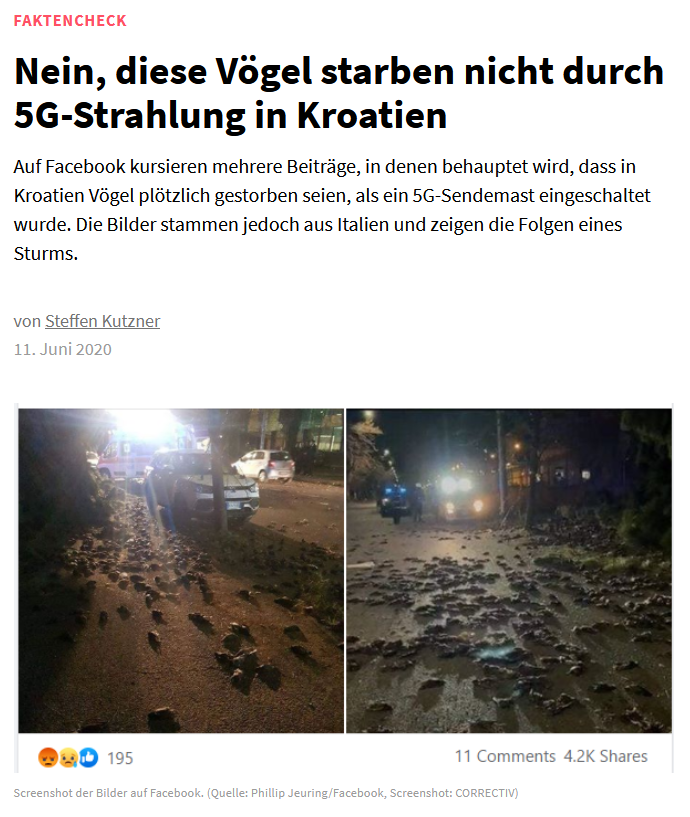 FAKTENCHECK
Nein, diese Vögel starben nicht durch
5G-Strahlung in Kroatien
Auf Facebook kursieren mehrere Beiträge, in denen behauptet wird, dass in
Kroatien Vögel plötzlich gestorben seien, als ein 5G-Sendemast eingeschaltet
wurde. Die Bilder stammen jedoch aus Italien und zeigen die Folgen eines
Sturms.
von Steffen Kutzner
11. Juni 2020
195
11 Comments 4.2K Shares
Screenshot der Bilder auf Facebook. (Quelle: Phillip Jeuring/Facebook, Screenshot: CORRECTIV)